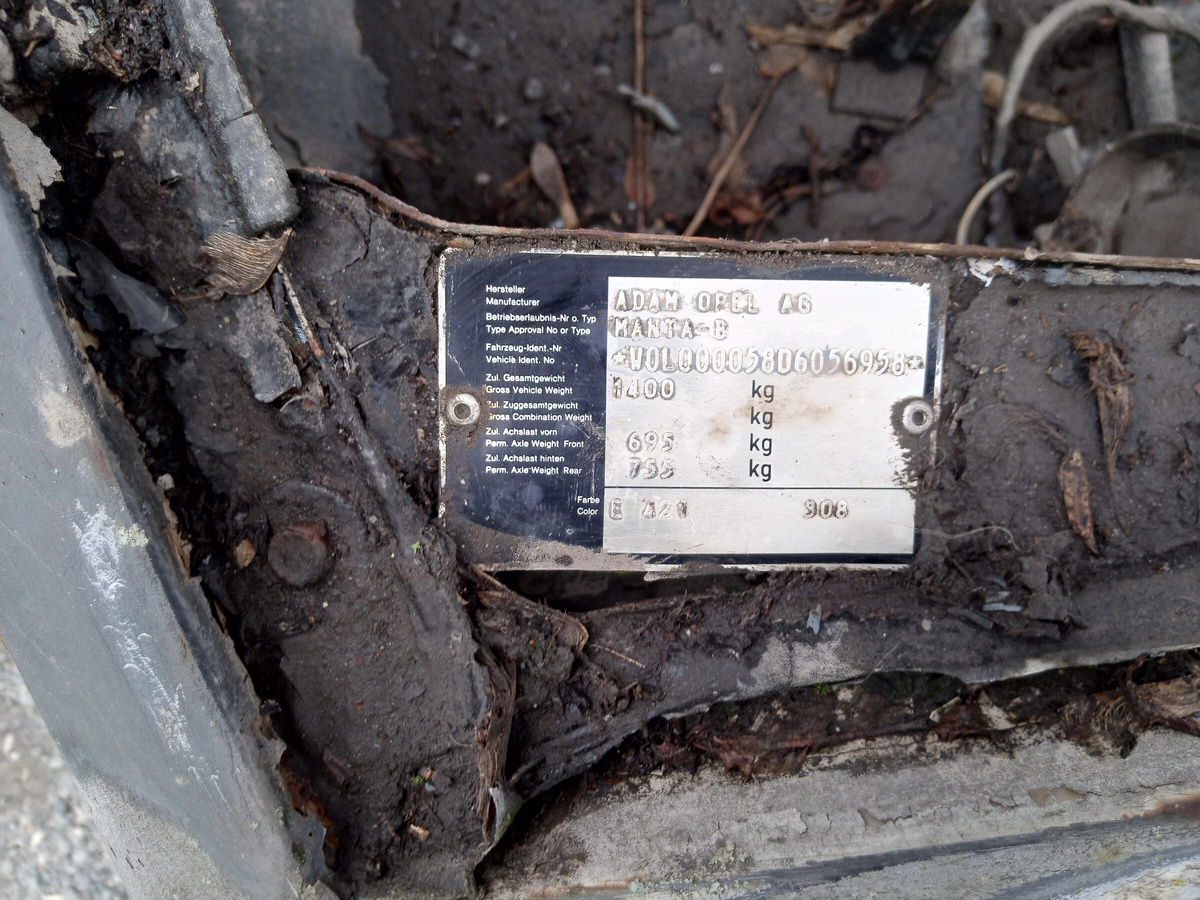 Hersteller
Manufacturer
ADAM OPEL AG
Betriebserlaubnis-Nr o. Typ
Type Approval No or Type
MANTA-B
Fahrzeug-Ident.-Nr
Vehicle Ident. No
*W0L000058D6056958*
Zul. Gesamtgewicht
Gross Vehicle Weight
1400 kg
Zul. Zuggesamtgewicht
Gross Combination Weight
kg
Zul. Achslast vorn
Perm. Axle Weight Front
695 kg
Zul. Achslast hinten
Perm. Axle Weight Rear
755 kg
Farbe
Color
E 421 908